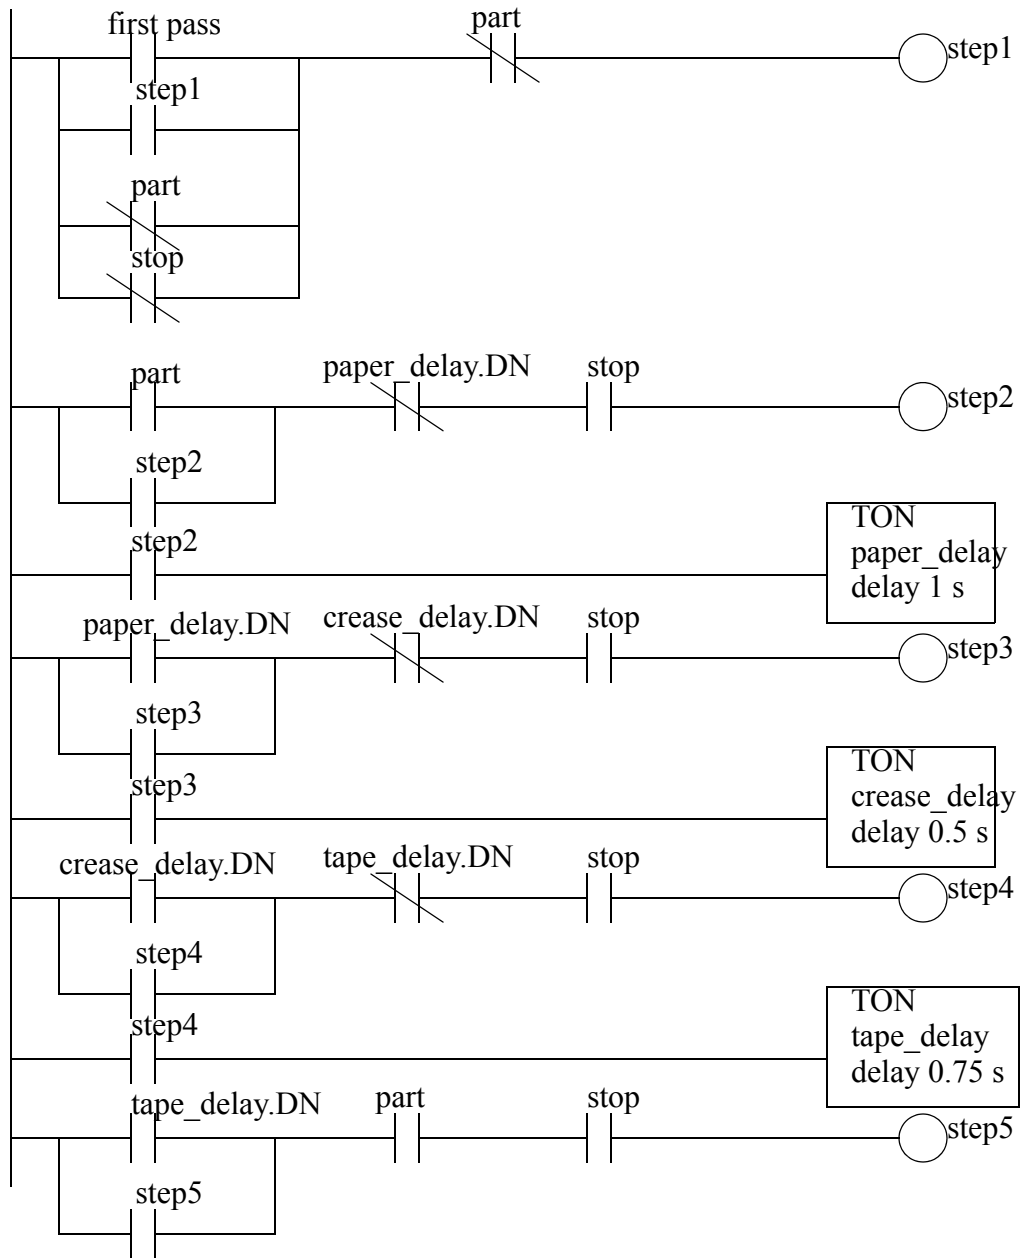 first pass
part
step1
step1
part
stop
part
paper_delay.DN
stop
step2
step2
step2
TON
paper_delay
delay 1 s
paper_delay.DN
crease_delay.DN
stop
step3
step3
step3
TON
crease_delay
delay 0.5 s
crease_delay.DN
tape_delay.DN
stop
step4
step4
step4
TON
tape_delay
delay 0.75 s
tape_delay.DN
part
stop
step5
step5